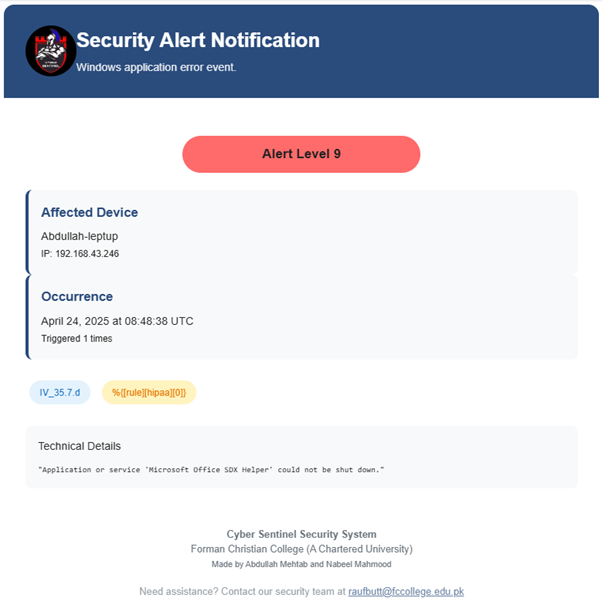 Security Alert Notification
Windows application error event.
Alert Level 9
Affected Device
Abdullah-leptup
IP: 192.168.43.246
Occurrence
April 24, 2025 at 08:48:38 UTC
Triggered 1 times
IV_35.7.d
%{[rule][hipaa][0]}
Technical Details
"Application or service 'Microsoft Office SDX Helper' could not be shut down."
Cyber Sentinel Security System
Forman Christian College (A Chartered University)
Made by Abdullah Mehtab and Nabeel Mahmood
Need assistance? Contact our security team at raufbutt@fccollege.edu.pk